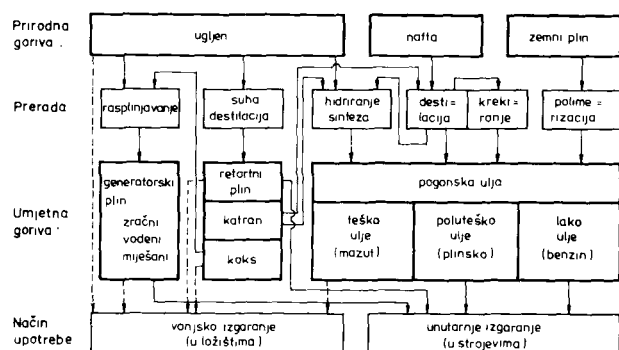 Prirodna
goriva :
ugljen
nafta
zemni plin
Prerada
rasplinjavanje
suha
destilacija
hidriranje
sinteza
desti=
lacija
kreki=
ranje
polime=
rizacija
Umjetna
goriva :
generatorski
plin
zračni
vodeni
miješani
retortni
plin
katran
koks
pogonska ulja
teško
ulje
(mazut)
poluteško
ulje
(plinsko)
lako
ulje
(benzin)
Način
upotrebe
vanjsko izgaranje
(u ložištima)
unutarnje izgaranje
(u strojevima)